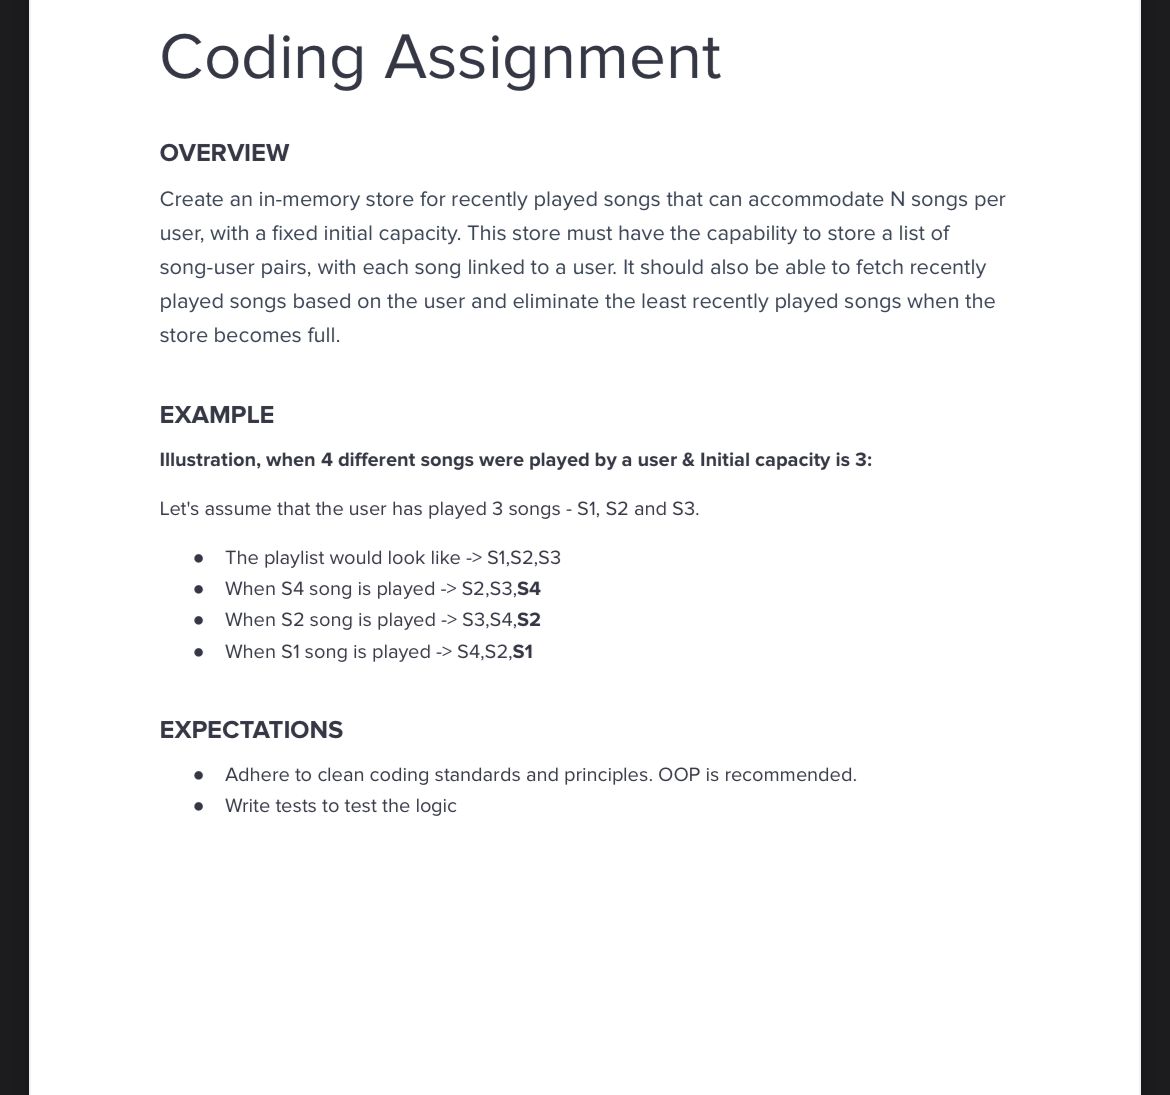 Coding Assignment
OVERVIEW
Create an in-memory store for recently played songs that can accommodate N songs per
user, with a fixed initial capacity. This store must have the capability to store a list of
song-user pairs, with each song linked to a user. It should also be able to fetch recently
played songs based on the user and eliminate the least recently played songs when the
store becomes full.
EXAMPLE
Illustration, when 4 different songs were played by a user & Initial capacity is 3:
Let's assume that the user has played 3 songs - S1, S2 and S3.
● The playlist would look like -> S1,S2,S3
● When S4 song is played -> S2,S3,S4
● When S2 song is played -> S3,S4,S2
● When S1 song is played -> S4,S2,S1
EXPECTATIONS
● Adhere to clean coding standards and principles. OOP is recommended.
● Write tests to test the logic